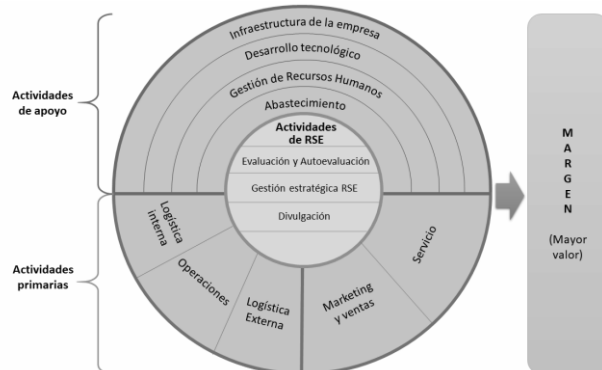 Infraestructura de la empresa
Desarrollo tecnológico
Gestión de Recursos Humanos
Abastecimiento
Actividades
de apoyo
Actividades
de RSE
Evaluación y Autoevaluación
Gestión estratégica RSE
Divulgación
Actividades
primarias
Logística
interna
Operaciones
Logística
Externa
Marketing
y ventas
Servicio
M
A
R
G
E
N
(Mayor
valor)